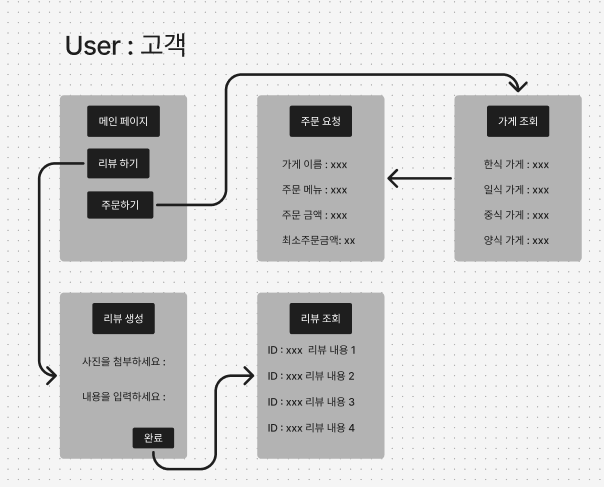 User : 고객
메인 페이지
리뷰 하기
주문하기
주문 요청
가게 이름 : xxx
주문 메뉴 : xxx
주문 금액 : xxx
최소주문금액: xx
가게 조회
한식 가게 : xxx
일식 가게 : xxx
중식 가게 : xxx
양식 가게 : xxx
리뷰 생성
사진을 첨부하세요 :
내용을 입력하세요 :
완료
리뷰 조회
ID : xxx 리뷰 내용 1
ID : xxx 리뷰 내용 2
ID : xxx 리뷰 내용 3
ID : xxx 리뷰 내용 4